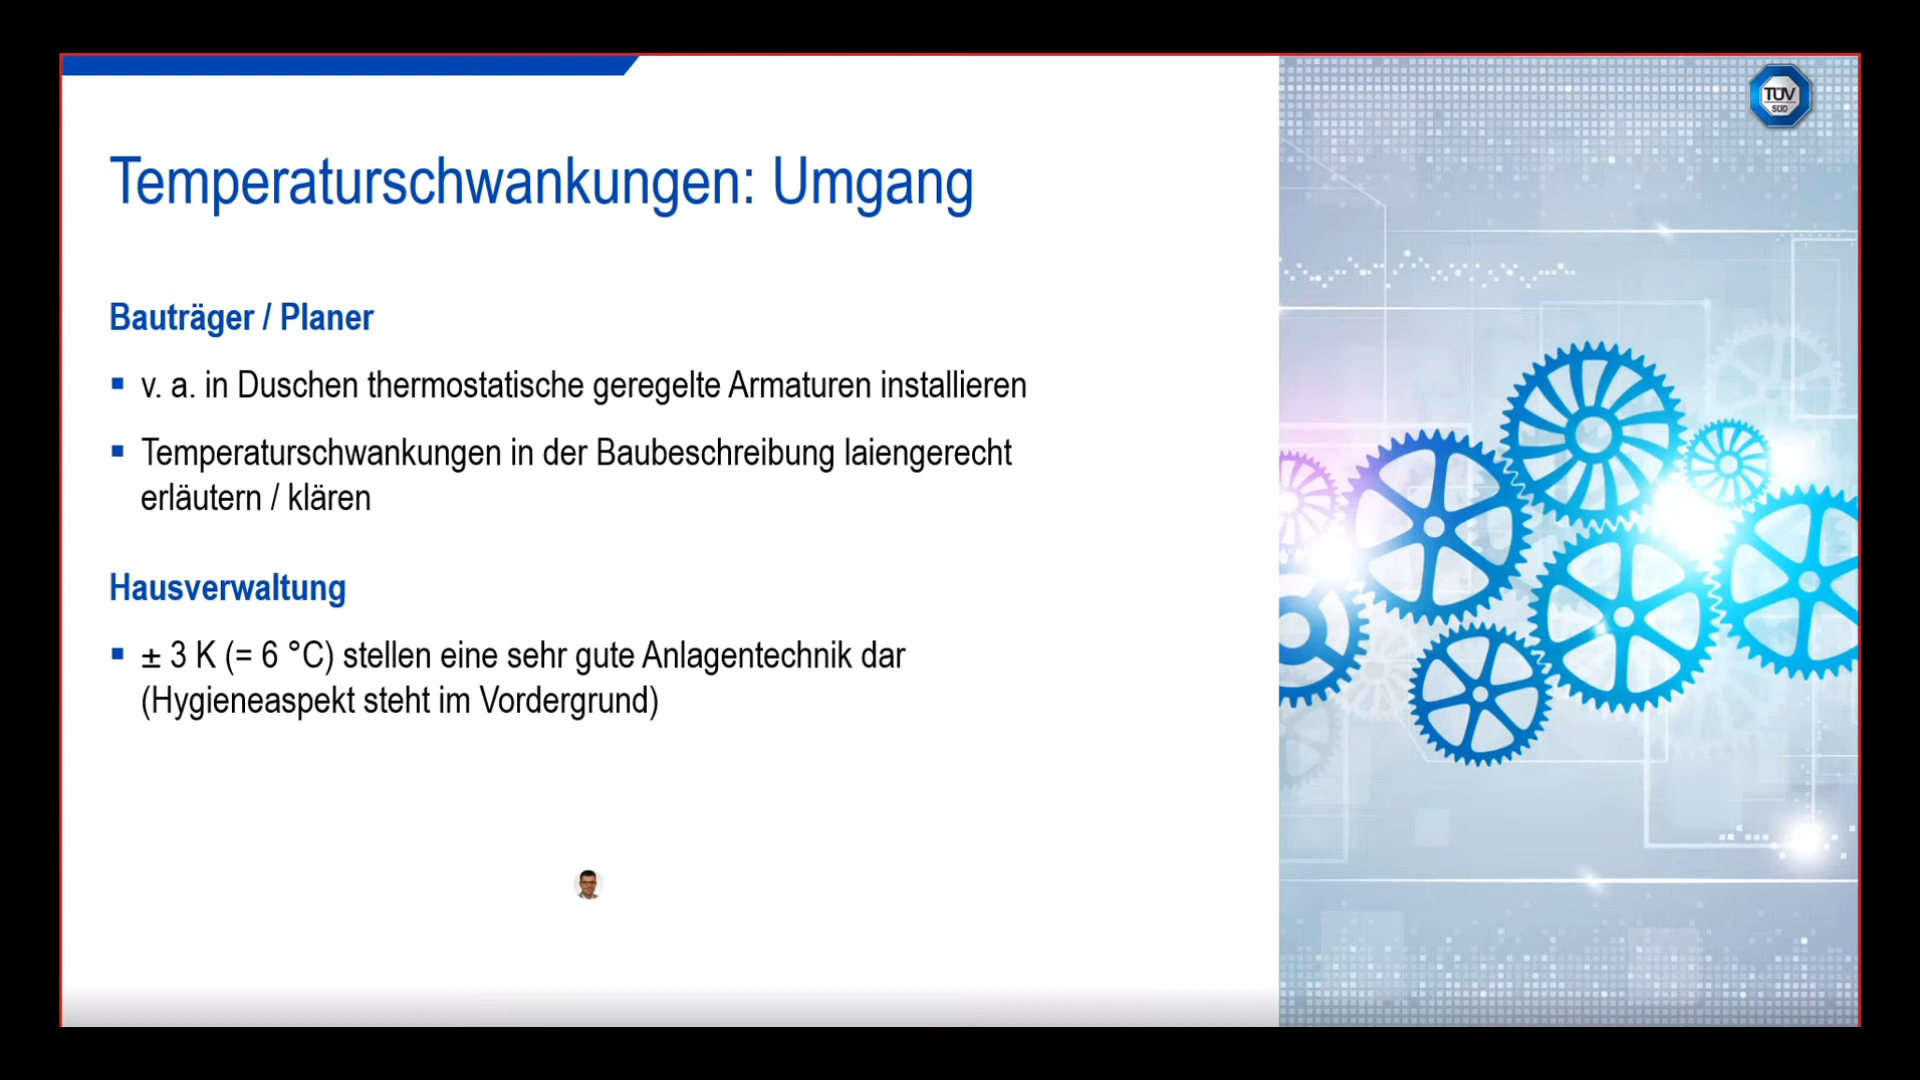 TÜV
SÜD
Temperaturschwankungen: Umgang
Bauträger / Planer
▪ v. a. in Duschen thermostatische geregelte Armaturen installieren
▪ Temperaturschwankungen in der Baubeschreibung laiengerecht
erläutern / klären
Hausverwaltung
▪ ± 3 K (= 6 °C) stellen eine sehr gute Anlagentechnik dar
(Hygieneaspekt steht im Vordergrund)